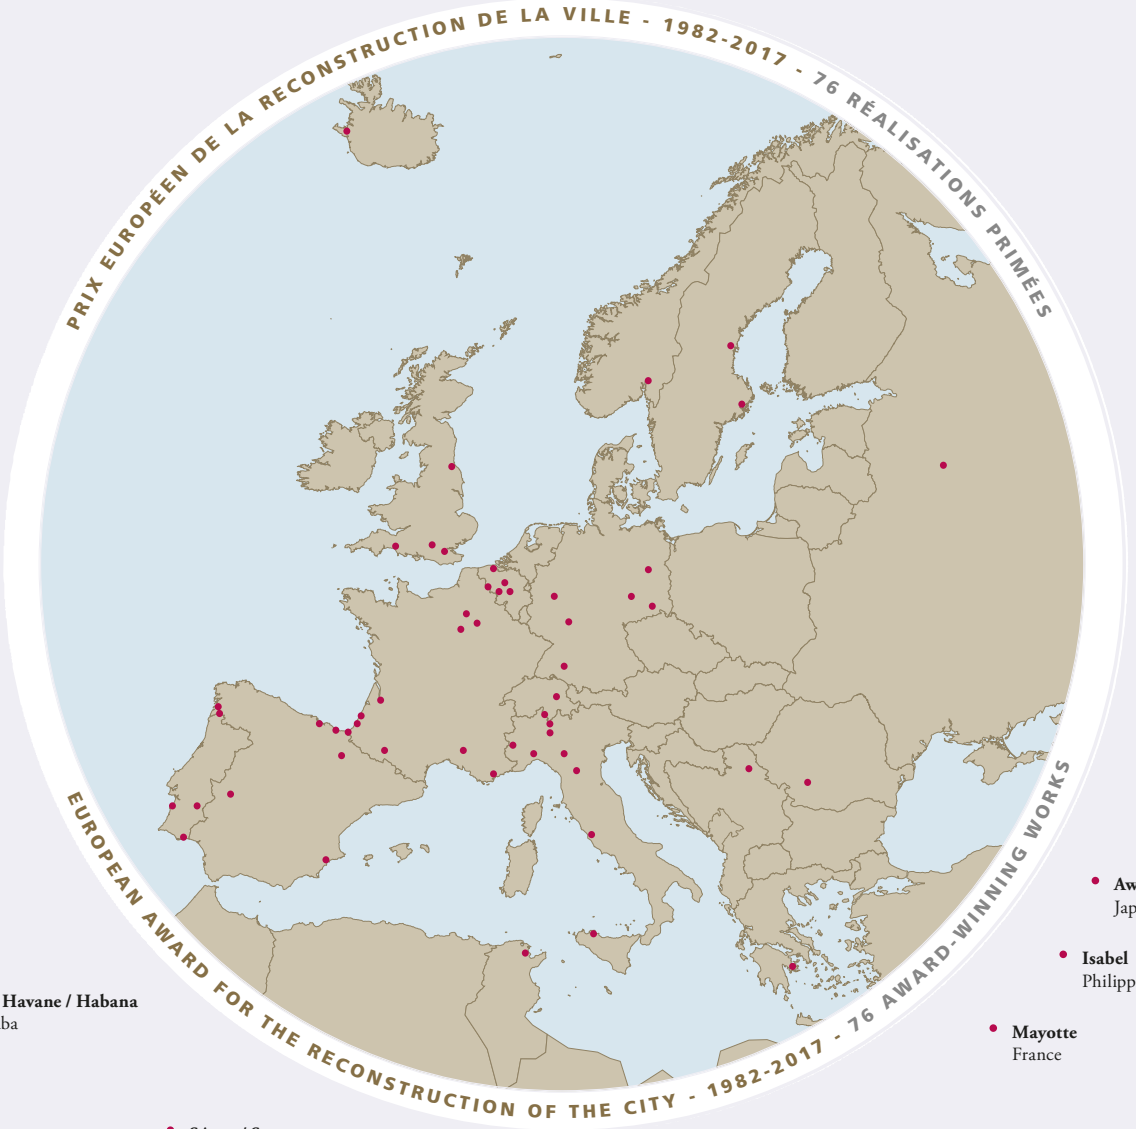 PRIX EUROPÉEN DE LA RECONSTRUCTION DE LA VILLE - 1982-2017 - 76 RÉALISATIONS PRIMÉES
EUROPEAN AWARD FOR THE RECONSTRUCTION OF THE CITY - 1982-2017 - 76 AWARD-WINNING WORKS
Aw
Jap
Isabel
Philipp
Havane / Habana
ba
Mayotte
France